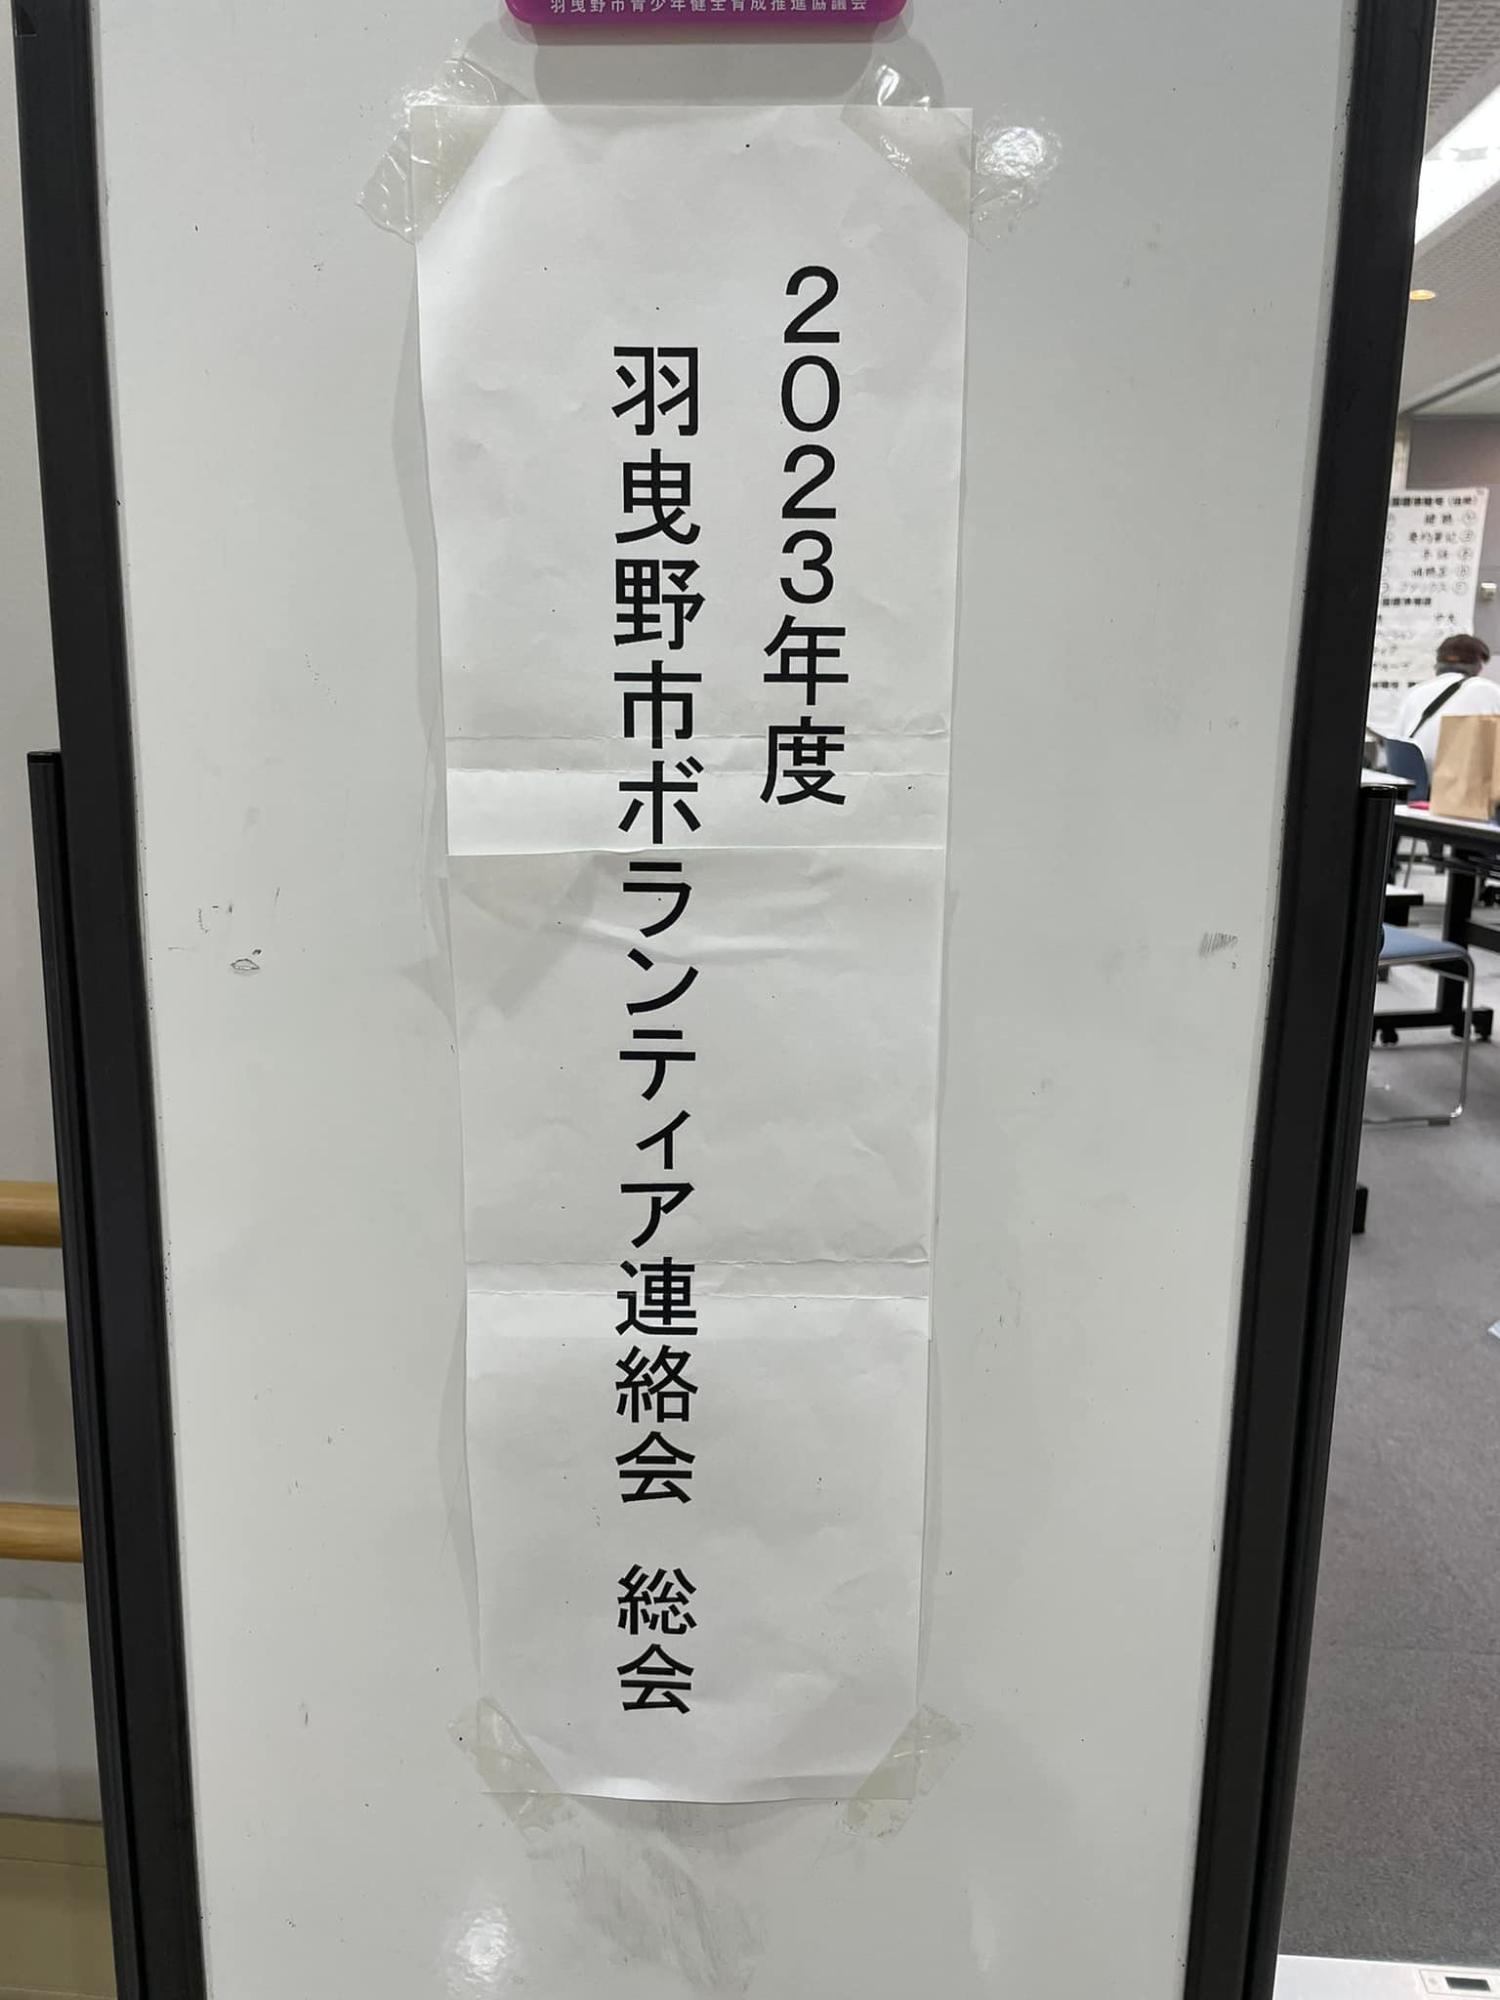 羽曳野市青少年健全育成推進協議会
2023年度
羽曳野市ボランティア連絡会 総会